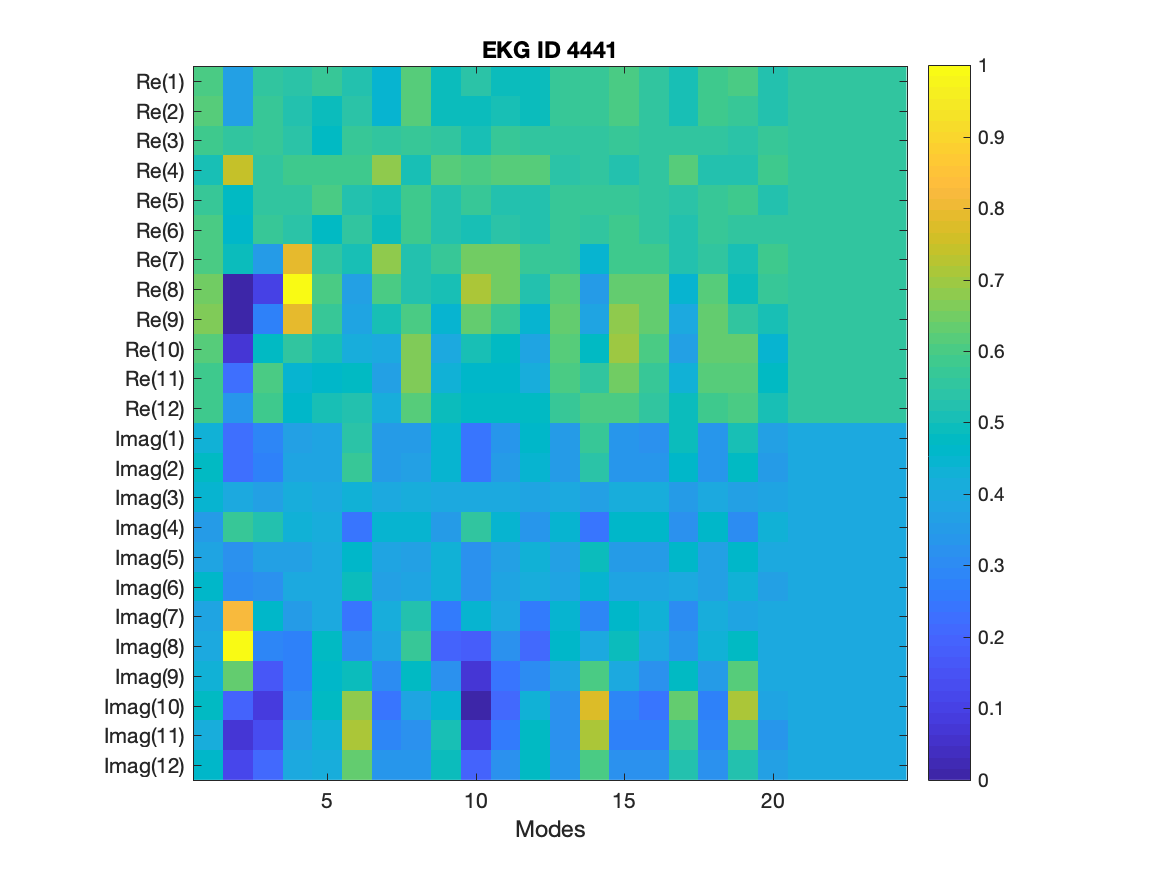 EKG ID 4441
Re(1)
Re(2)
Re(3)
Re(4)
Re(5)
Re(6)
Re(7)
Re(8)
Re(9)
Re(10)
Re(11)
Re(12)
Imag(1)
Imag(2)
Imag(3)
Imag(4)
Imag(5)
Imag(6)
Imag(7)
Imag(8)
Imag(9)
Imag(10)
Imag(11)
Imag(12)
5 10 15 20
Modes
1
0.9
0.8
0.7
0.6
0.5
0.4
0.3
0.2
0.1
0